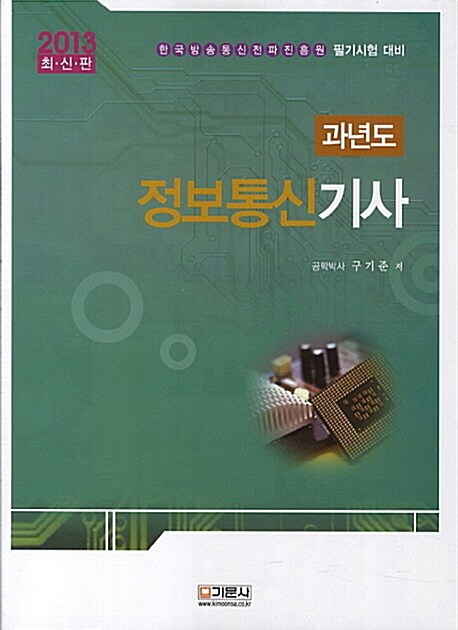 2013
최·신·판
한국방송통신전파진흥원 필기시험 대비
과년도
정보통신기사
공학박사 구기준 저
기문사
www.kimoonsa.co.kr